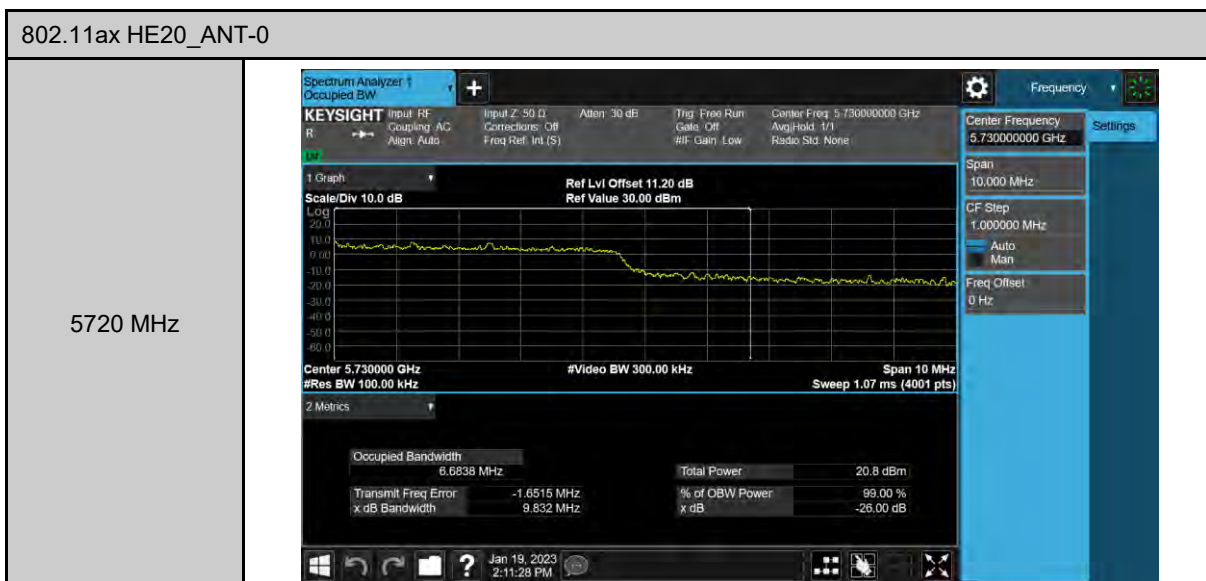 802.11ax HE20_ANT-0
5720 MHz
Spectrum Analyzer 1
Occupied BW
+
Frequency
KEYSIGHT
R
Input: RF
Coupling: AC
Align: Auto
Input Z: 50 Ω
Corrections: Off
Freq Ref: Int (S)
Atten: 30 dB
Trig: Free Run
Gate: Off
#IF Gain: Low
Center Freq: 5.730000000 GHz
Avg|Hold: 1/1
Radio Std: None
Center Frequency
5.730000000 GHz
Settings
Span
10.000 MHz
CF Step
1.000000 MHz
Auto
Man
Freq Offset
0 Hz
1 Graph
Scale/Div 10.0 dB
Ref Lvl Offset 11.20 dB
Ref Value 30.00 dBm
Log
20.0
10.0
0.00
-10.0
-20.0
-30.0
-40.0
-50.0
-60.0
Center 5.730000 GHz
#Video BW 300.00 kHz
Span 10 MHz
#Res BW 100.00 kHz
Sweep 1.07 ms (4001 pts)
2 Metrics
Occupied Bandwidth
6.6838 MHz
Total Power 20.8 dBm
Transmit Freq Error -1.6515 MHz
% of OBW Power 99.00 %
x dB Bandwidth 9.832 MHz
x dB -26.00 dB
?
Jan 19, 2023
2:11:28 PM